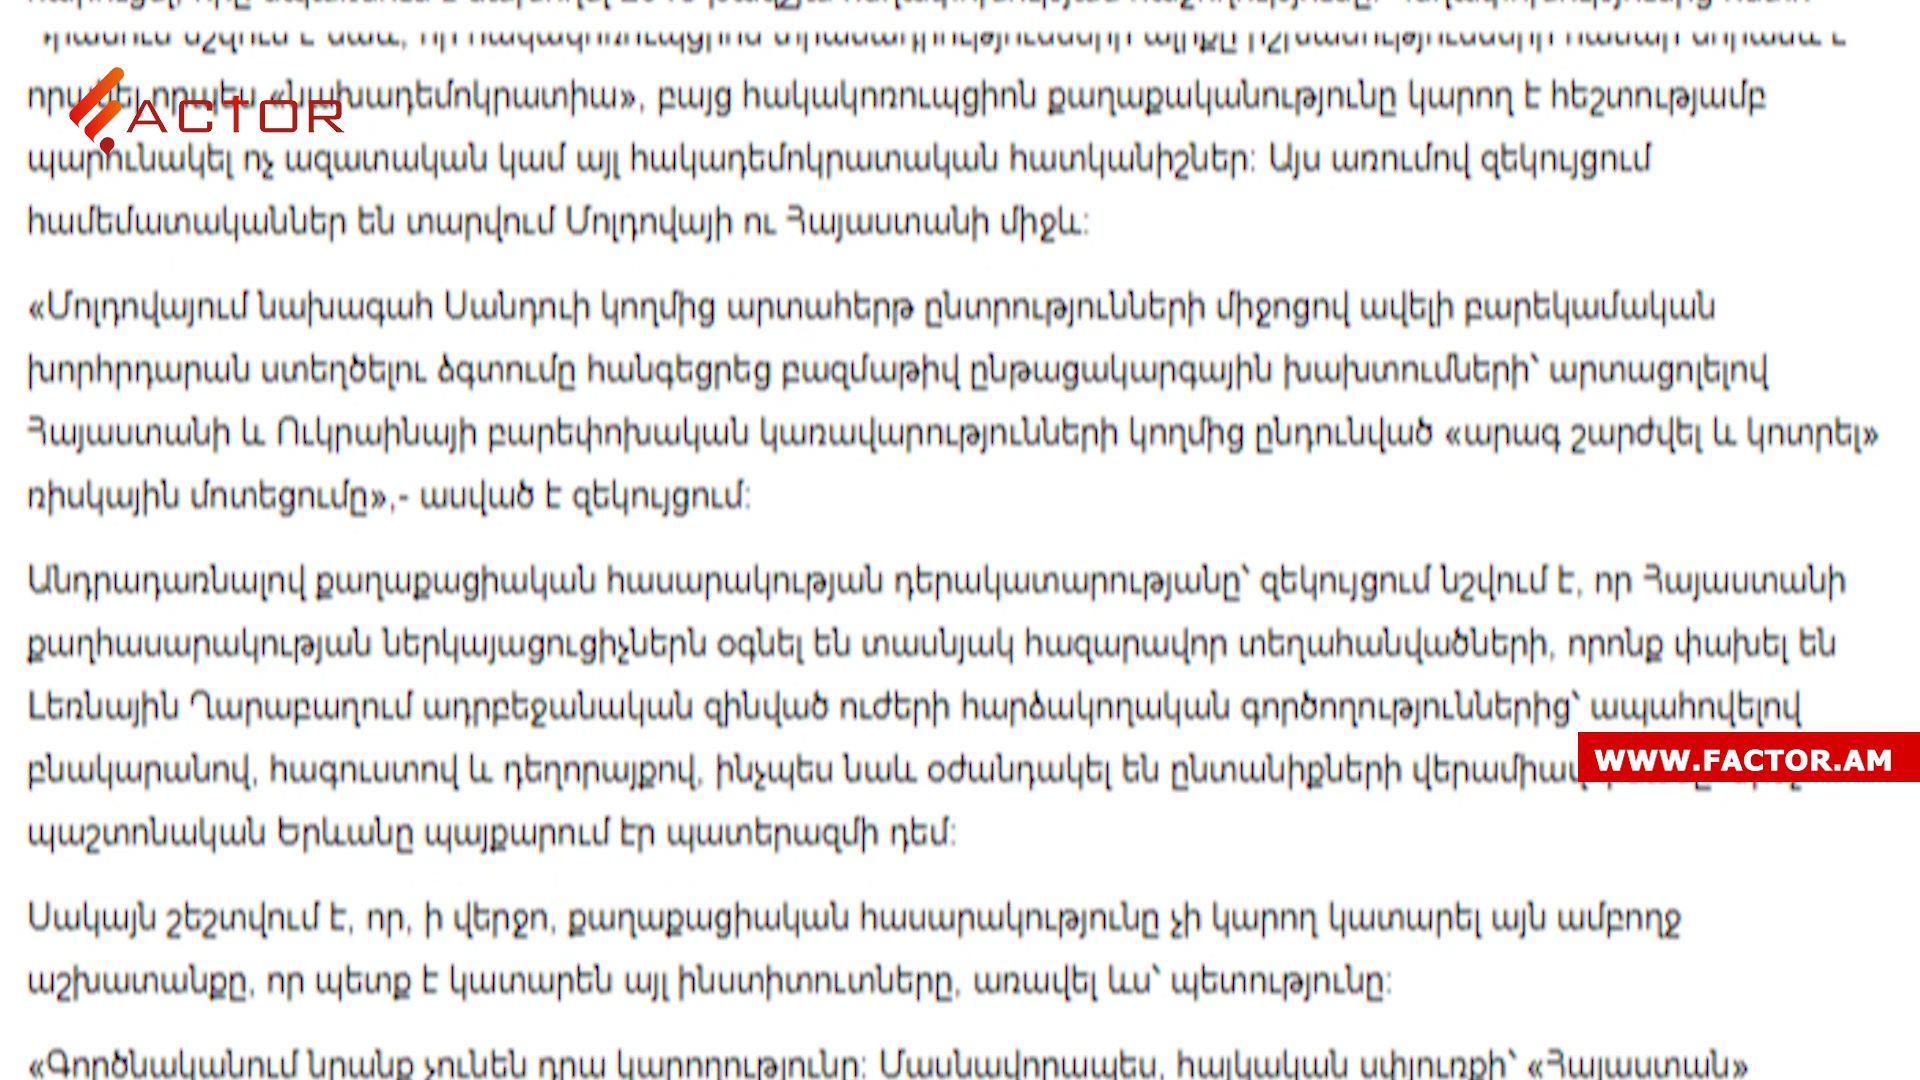 որպես «նախադեմոկրատիա», բայց հակակոռուպցիոն քաղաքականությունը կարող է հեշտությամբ
ACTOR
պարունակել ոչ ազատական կամ այլ հակադեմոկրատական հատկանիշներ։ Այս առումով զեկույցում
համեմատականներ են տարվում Մոլդովայի ու Հայաստանի միջև։
«Մոլդովայում նախագահ Սանդուի կողմից արտահերթ ընտրությունների միջոցով ավելի բարեկամական
խորհրդարան ստեղծելու ձգտումը հանգեցրեց բազմաթիվ ընթացակարգային խախտումների՝ արտացոլելով
Հայաստանի և Ուկրաինայի բարեփոխական կառավարությունների կողմից ընդունված «արագ շարժվել և կոտրել»
ռիսկային մոտեցումը»,- ասված է զեկույցում։
Անդրադառնալով քաղաքացիական հասարակության դերակատարությանը՝ զեկույցում նշվում է, որ Հայաստանի
քաղհասարակության ներկայացուցիչներն օգնել են տասնյակ հազարավոր տեղահանվածների, որոնք փախել են
Լեռնային Ղարաբաղում ադրբեջանական զինված ուժերի հարձակողական գործողություններից՝ ապահովելով
բնակարանով, հագուստով և դեղորայքով, ինչպես նաև օժանդակել են ընտանիքների
WWW.FACTOR.AM
պաշտոնական Երևանը պայքարում էր պատերազմի դեմ։
Սակայն շեշտվում է, որ, ի վերջո, քաղաքացիական հասարակությունը չի կարող կատարել այն ամբողջ
աշխատանքը, որ պետք է կատարեն այլ ինստիտուտները, առավել ևս՝ պետությունը։
«Գործնականում նրանք չունեն դրա կարողությունը։ Մասնավորապես, հայկական սփյուռքի՝ «Հայաստան»